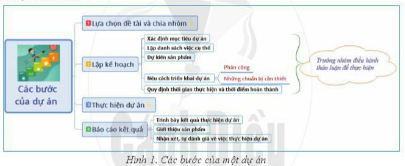 Các bước
của dự án
1 Lựa chọn đề tài và chia nhóm
2 Lập kế hoạch
Xác định mục tiêu dự án
Lập danh sách việc cụ thể
Dự kiến sản phẩm
Nêu cách triển khai dự án
Phân công
Những chuẩn bị cần thiết
Quy định thời gian thực hiện và thời điểm hoàn thành
Trưởng nhóm điều hành
thảo luận để thực hiện
3 Thực hiện dự án
4 Báo cáo kết quả
Trình bày kết quả thực hiện dự án
Giới thiệu sản phẩm
Nhận xét, tự đánh giá về việc thực hiện dự án
Hình 1. Các bước của một dự án